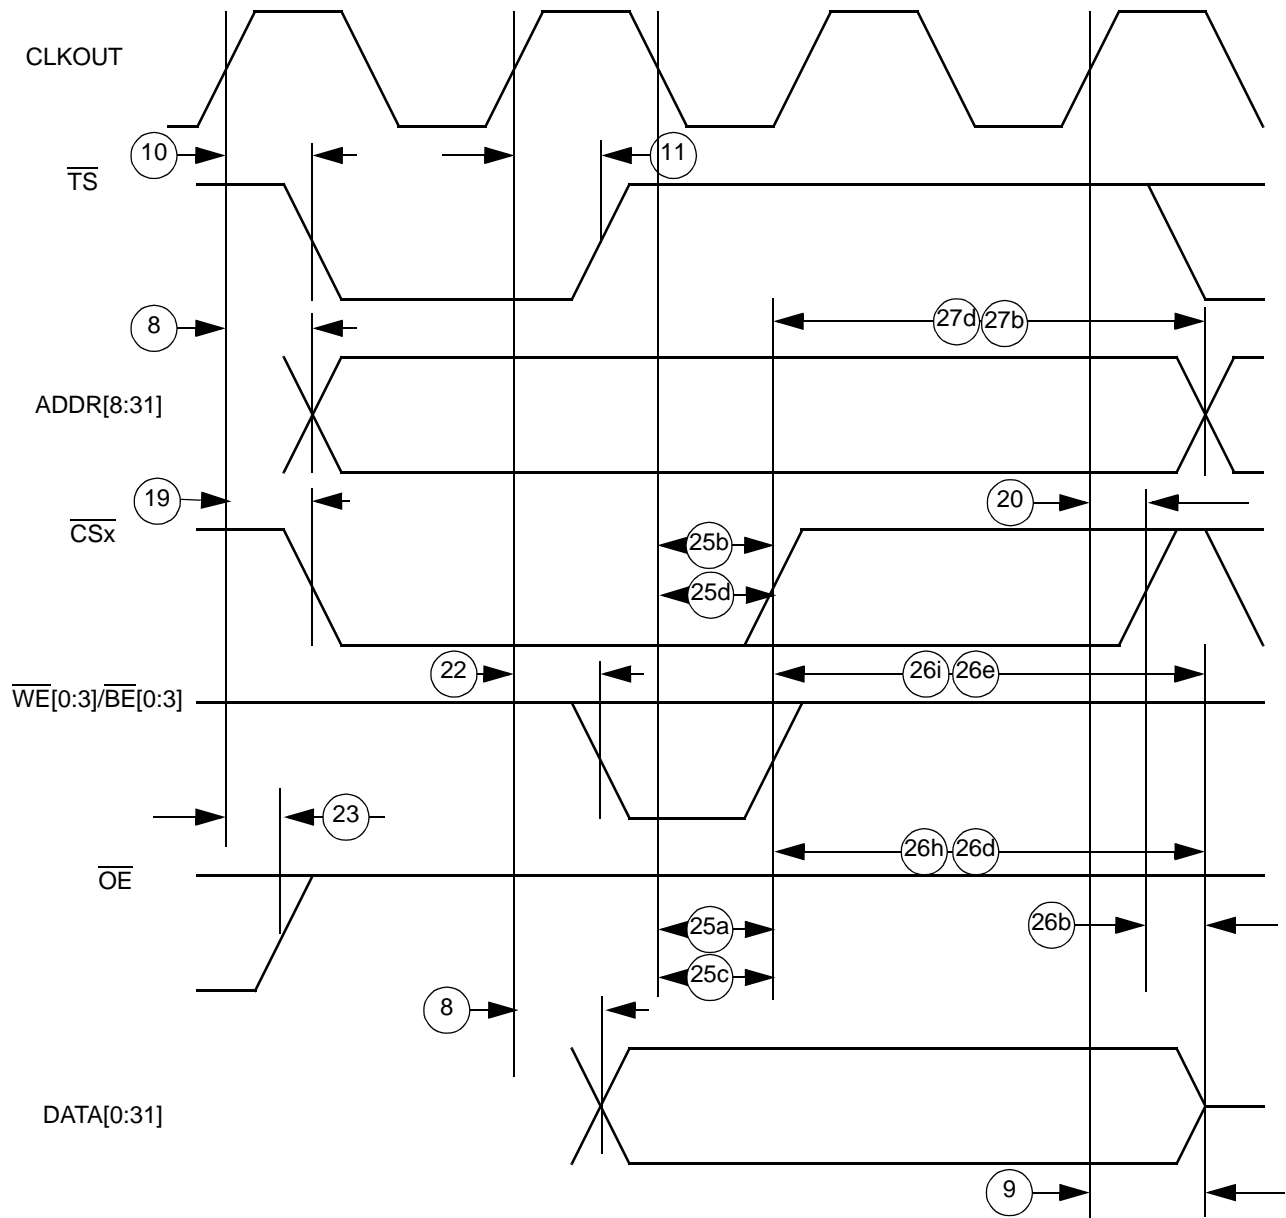 CLKOUT
10
11
TS
8
27d 27b
ADDR[8:31]
19
20
CSx
25b
25d
22
26i 26e
WE[0:3]/BE[0:3]
23
26h 26d
OE
25a
26b
25c
8
DATA[0:31]
9